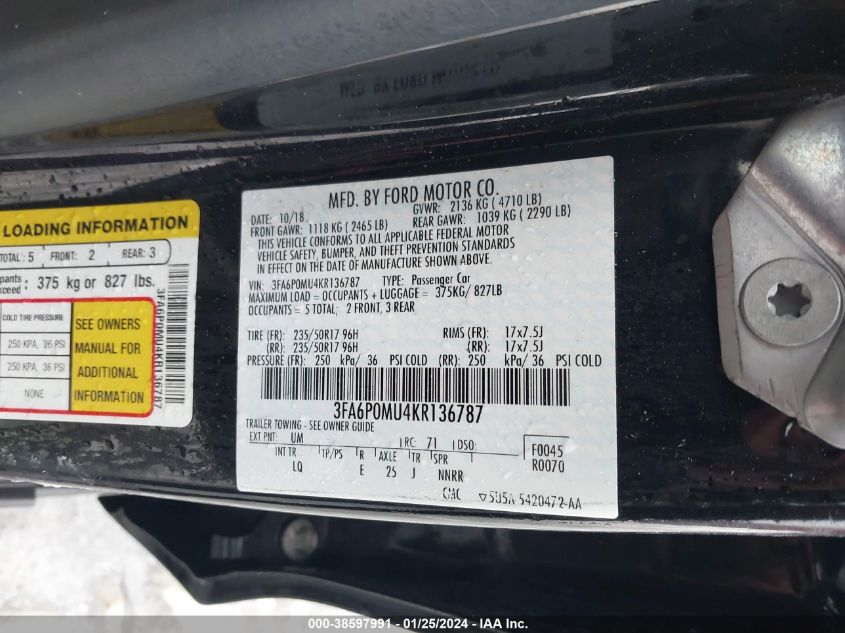 LOADING INFORMATION
TOTAL: 5 FRONT: 2 REAR: 3
375 kg or 827 lbs.
COLD TIRE PRESSURE
250 KPA, 36 PSI
250 KPA, 36 PSI
NONE
SEE OWNERS
MANUAL FOR
ADDITIONAL
INFORMATION
3FA6P0MU4KR136787
MFD. BY FORD MOTOR CO.
DATE: 10/18 GVWR: 2136 KG ( 4710 LB)
FRONT GAWR: 1118 KG ( 2465 LB) REAR GAWR: 1039 KG ( 2290 LB)
THIS VEHICLE CONFORMS TO ALL APPLICABLE FEDERAL MOTOR
VEHICLE SAFETY, BUMPER, AND THEFT PREVENTION STANDARDS
IN EFFECT ON THE DATE OF MANUFACTURE SHOWN ABOVE.
VIN: 3FA6P0MU4KR136787 TYPE: Passenger Car
MAXIMUM LOAD = OCCUPANTS + LUGGAGE = 375KG/ 827LB
OCCUPANTS = 5 TOTAL: 2 FRONT, 3 REAR
TIRE (FR): 235/50R17 96H RIMS (FR): 17x7.5J
(RR): 235/50R17 96H (RR): 17x7.5J
PRESSURE (FR): 250 kPa/ 36 PSI COLD (RR): 250 kPa/ 36 PSI COLD
3FA6P0MU4KR136787
TRAILER TOWING - SEE OWNER GUIDE
EXT PNT: UM RC: 71 DSO: F0045
INT TR TP/PS R AXLE TR SPR R0070
LQ E 25 J NNRR
CMC 5U5A 5420472-AA
000-38597991 - 01/25/2024 - IAA Inc.